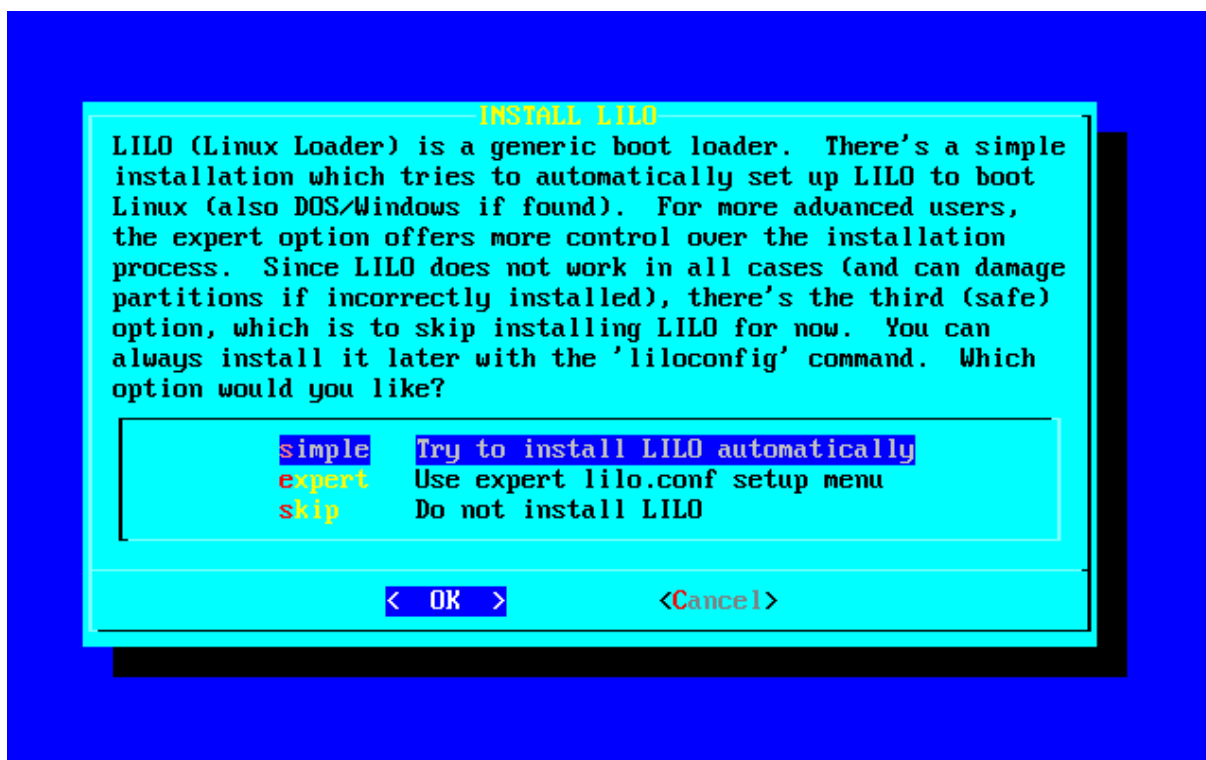 INSTALL LILO
LILO (Linux Loader) is a generic boot loader.  There's a simple
installation which tries to automatically set up LILO to boot
Linux (also DOS/Windows if found).  For more advanced users,
the expert option offers more control over the installation
process.  Since LILO does not work in all cases (and can damage
partitions if incorrectly installed), there's the third (safe)
option, which is to skip installing LILO for now.  You can
always install it later with the 'liloconfig' command.  Which
option would you like?
simple   Try to install LILO automatically
expert   Use expert lilo.conf setup menu
skip     Do not install LILO
<  OK  >          <Cancel>